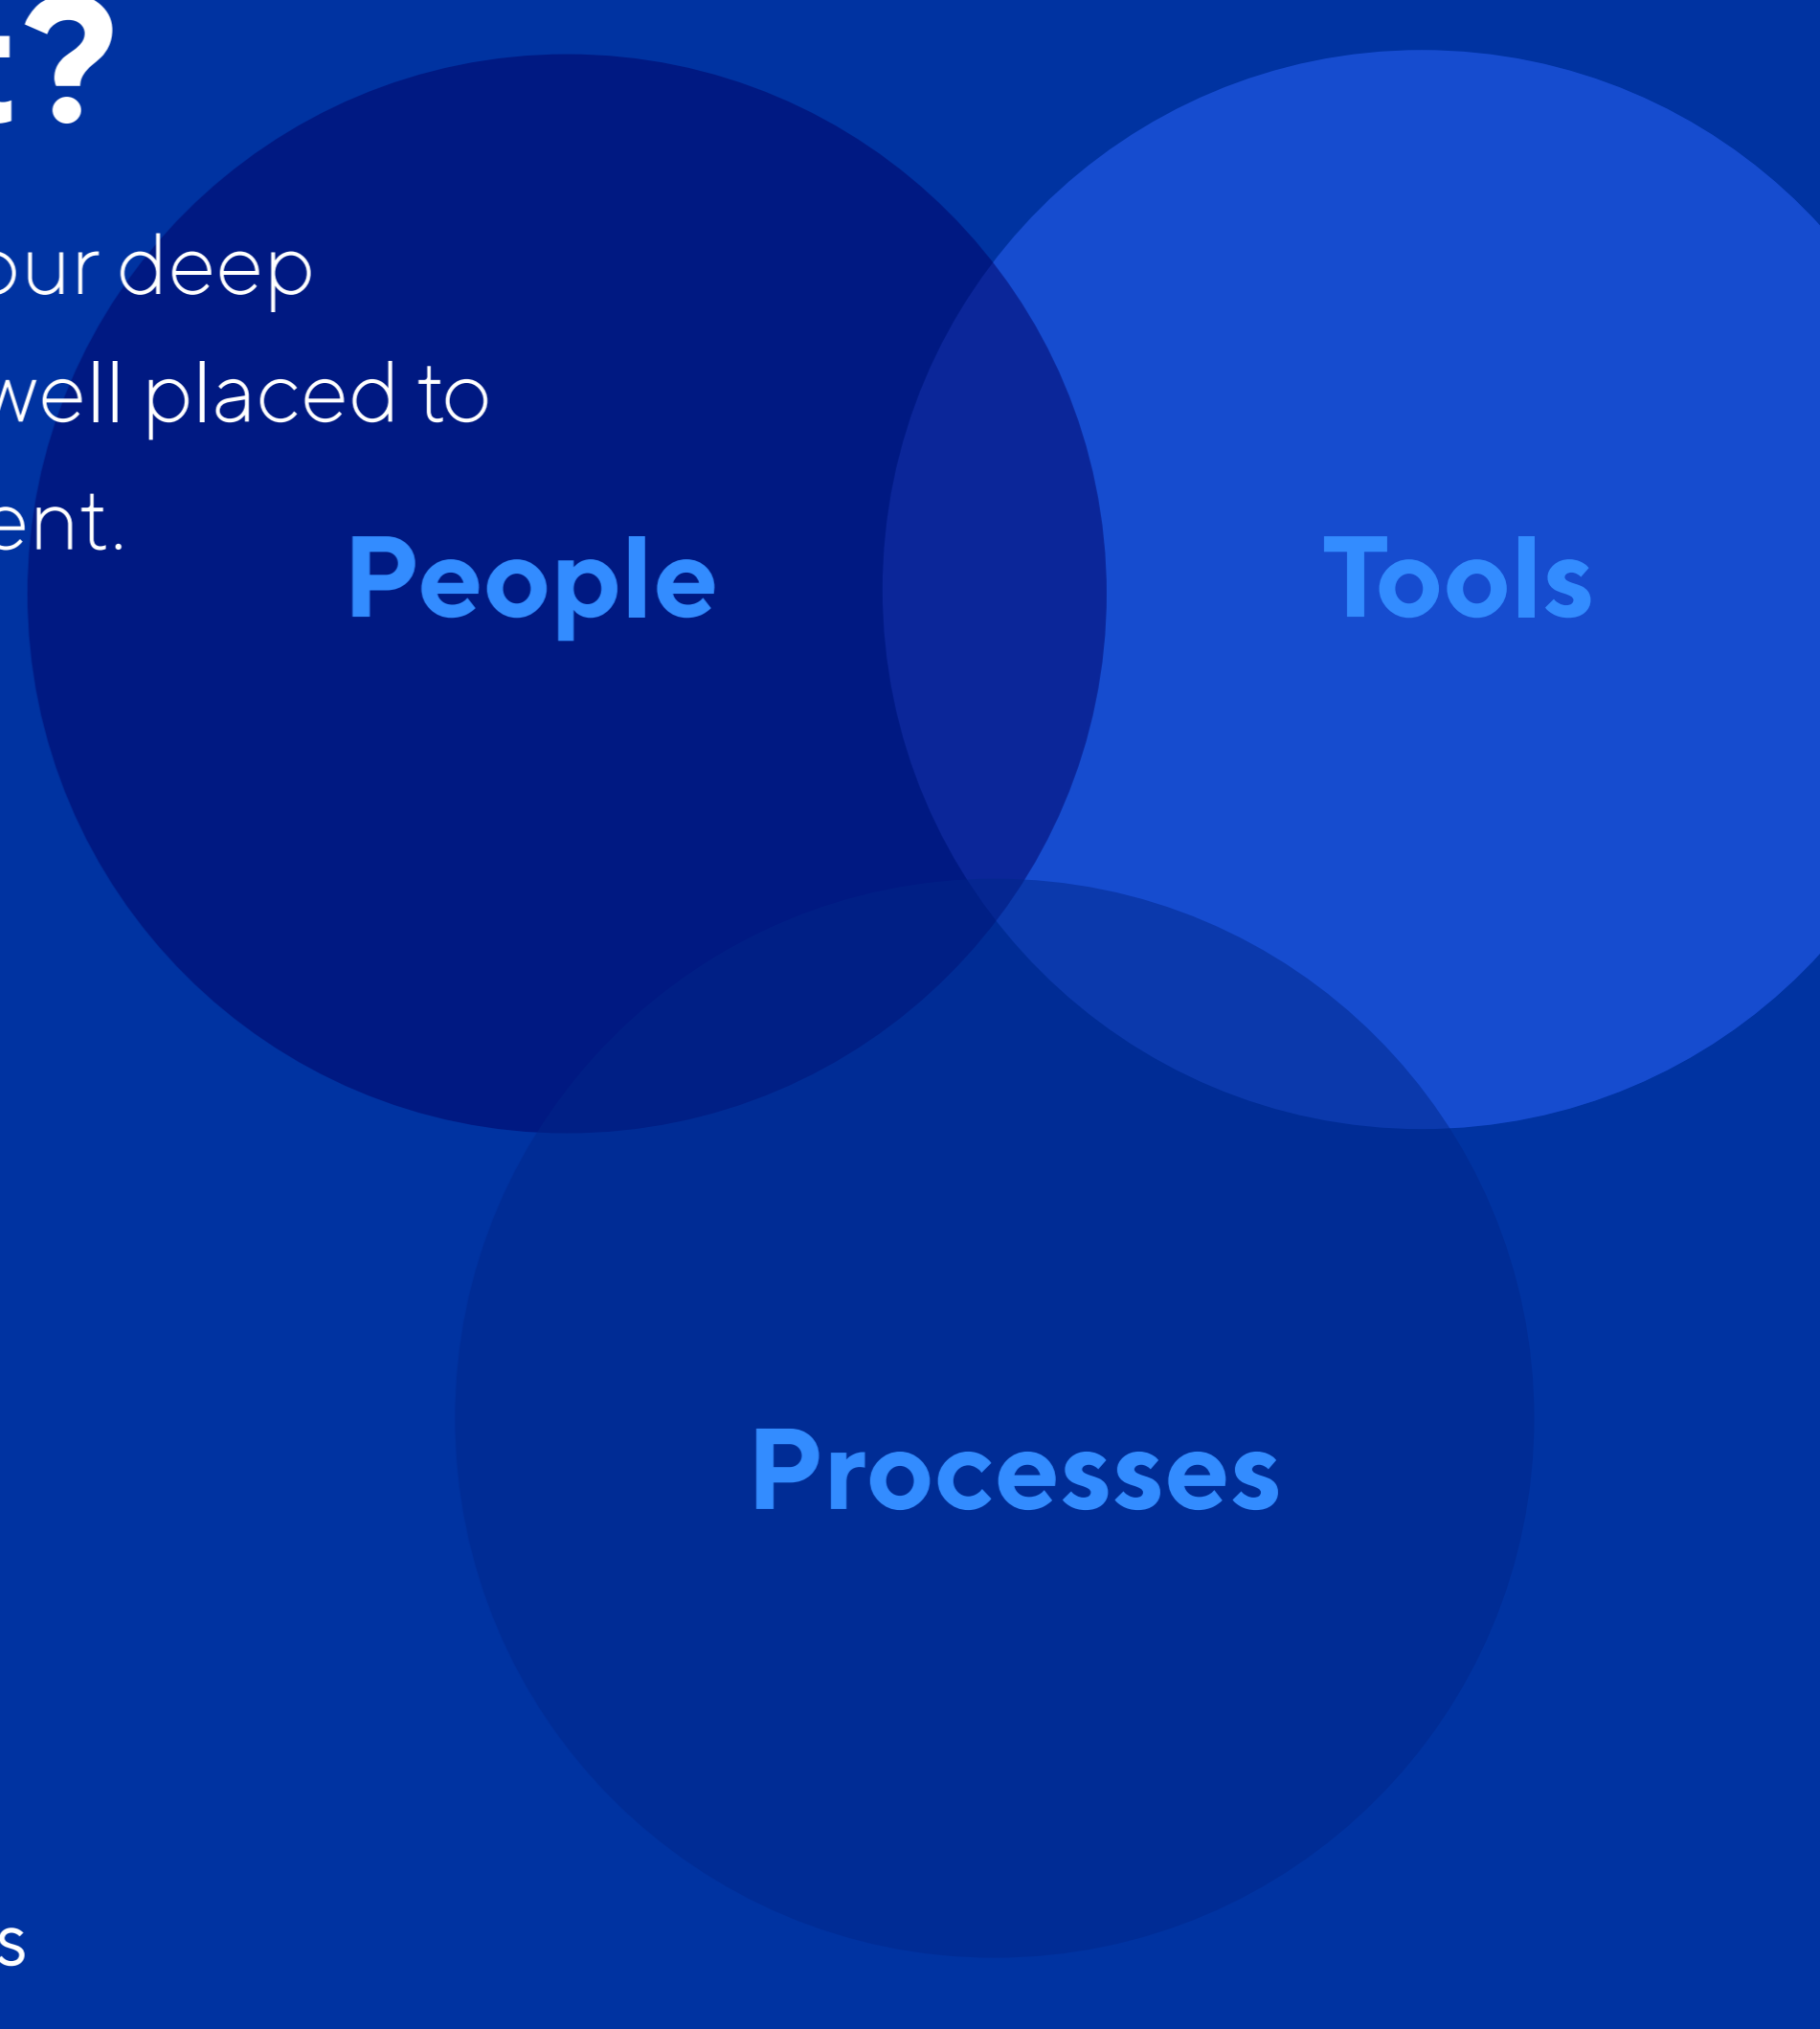 t?
our deep
well placed to
ent.
People
Tools
Processes
s